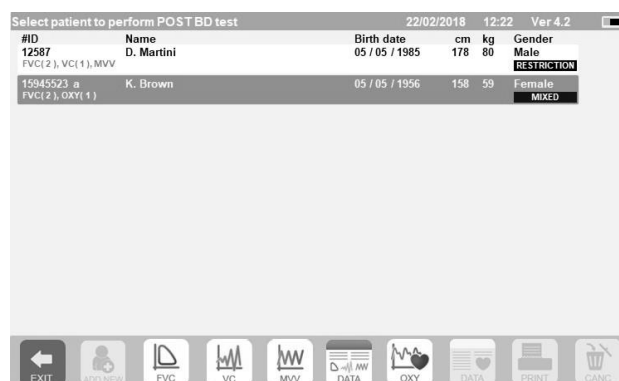 Select patient to perform POST BD test 22/02/2018 12:22 Ver 4.2
#ID Name Birth date cm kg Gender
12587 D. Martini 05 / 05 / 1985 178 80 Male
FVC( 2 ), VC( 1 ), MVV RESTRICTION
15945523 a K. Brown 05 / 05 / 1956 158 59 Female
FVC( 2 ), OXY( 1 ) MIXED
EXIT ADD NEW FVC VC MVV DATA OXY DATA PRINT CANC